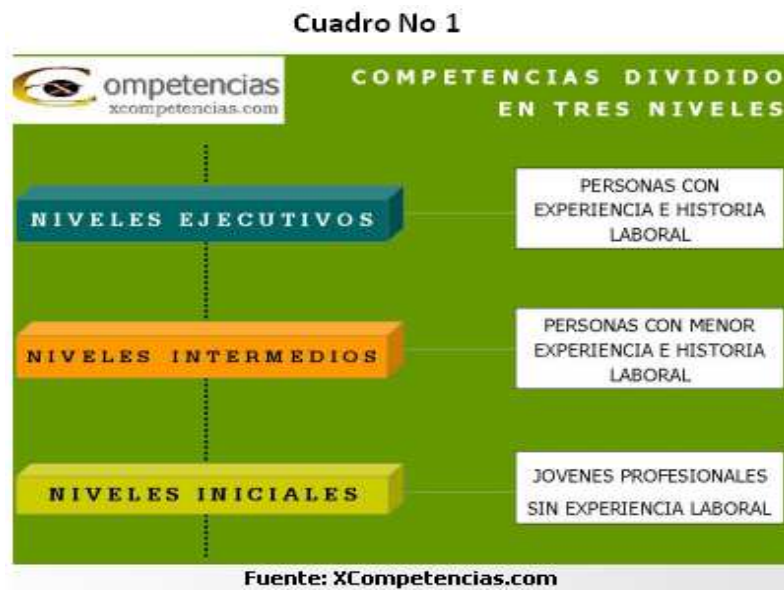 Cuadro No 1
ompetencias
xcompetencias.com
COMPETENCIAS DIVIDIDO
EN TRES NIVELES
NIVELES EJECUTIVOS
PERSONAS CON
EXPERIENCIA E HISTORIA
LABORAL
NIVELES INTERMEDIOS
PERSONAS CON MENOR
EXPERIENCIA E HISTORIA
LABORAL
NIVELES INICIALES
JOVENES PROFESIONALES
SIN EXPERIENCIA LABORAL
Fuente: XCompetencias.com